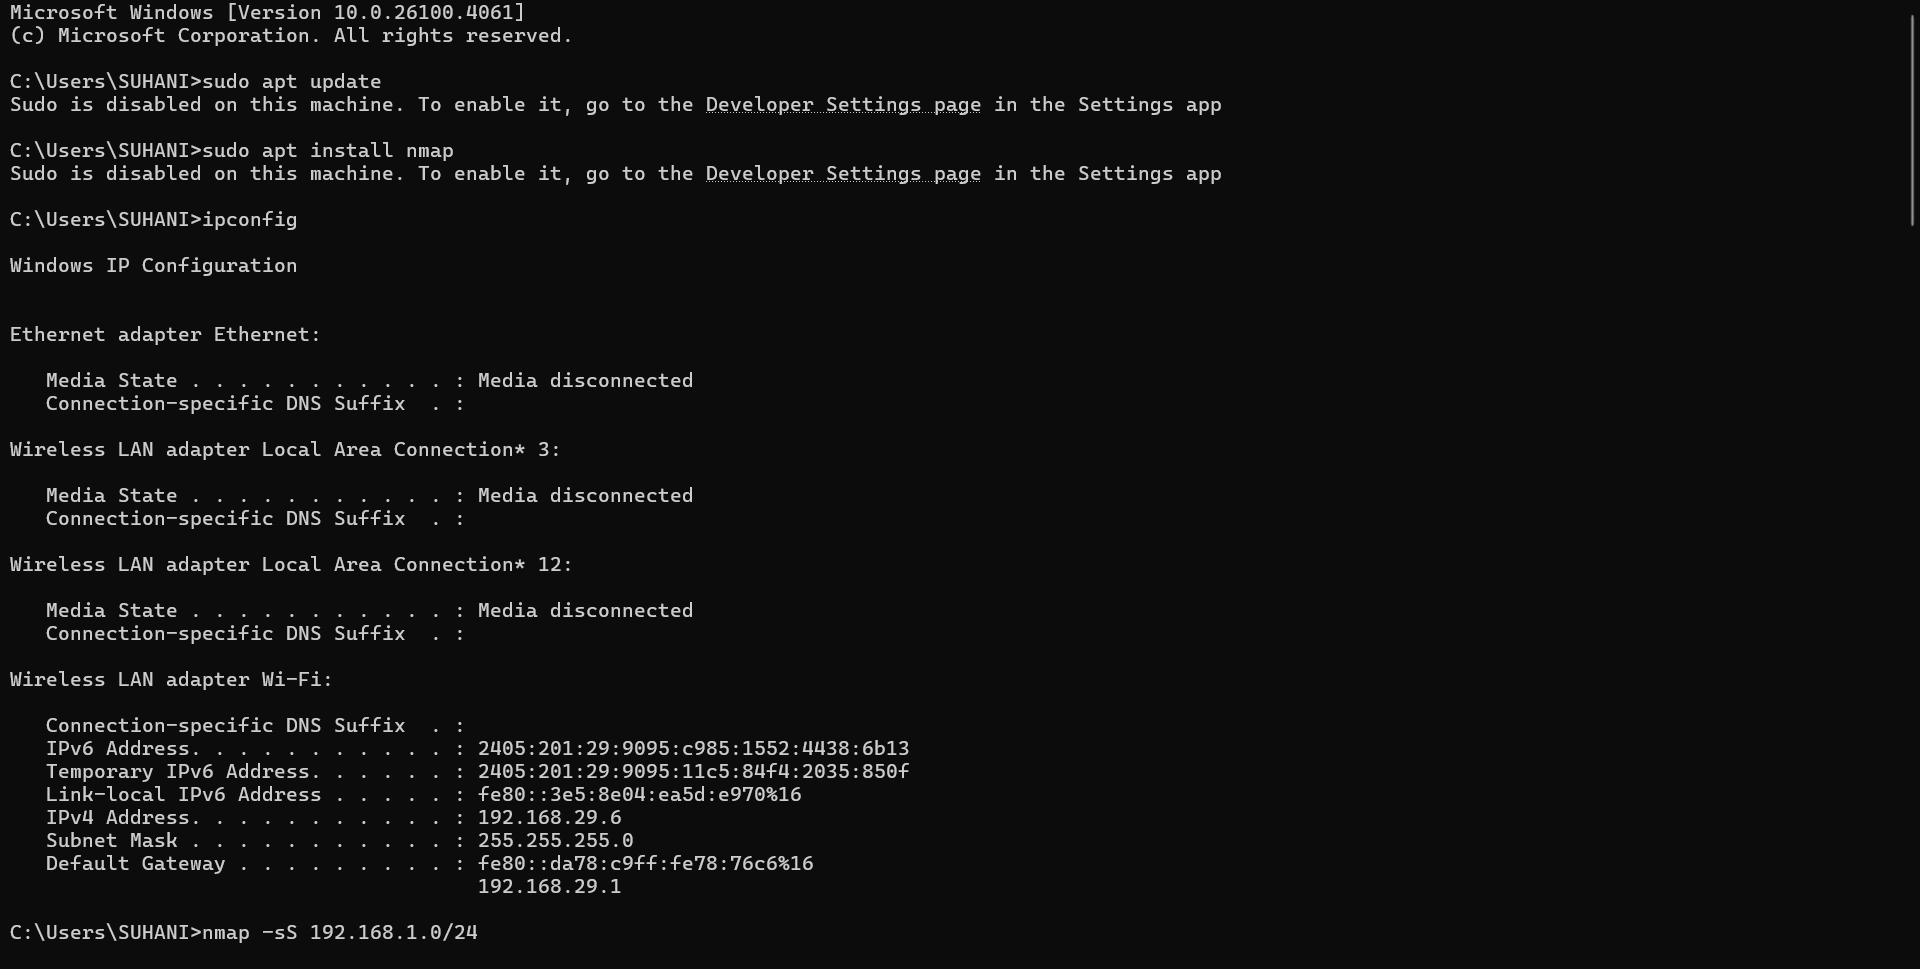 Microsoft Windows [Version 10.0.26100.4061]
(c) Microsoft Corporation. All rights reserved.
C:\Users\SUHANI>sudo apt update
Sudo is disabled on this machine. To enable it, go to the Developer Settings page in the Settings app
C:\Users\SUHANI>sudo apt install nmap
Sudo is disabled on this machine. To enable it, go to the Developer Settings page in the Settings app
C:\Users\SUHANI>ipconfig
Windows IP Configuration
Ethernet adapter Ethernet:
   Media State . . . . . . . . . . . : Media disconnected
   Connection-specific DNS Suffix  . :
Wireless LAN adapter Local Area Connection* 3:
   Media State . . . . . . . . . . . : Media disconnected
   Connection-specific DNS Suffix  . :
Wireless LAN adapter Local Area Connection* 12:
   Media State . . . . . . . . . . . : Media disconnected
   Connection-specific DNS Suffix  . :
Wireless LAN adapter Wi-Fi:
   Connection-specific DNS Suffix  . :
   IPv6 Address. . . . . . . . . . . : 2405:201:29:9095:c985:1552:4438:6b13
   Temporary IPv6 Address. . . . . . : 2405:201:29:9095:11c5:84f4:2035:850f
   Link-local IPv6 Address . . . . . : fe80::3e5:8e04:ea5d:e970%16
   IPv4 Address. . . . . . . . . . . : 192.168.29.6
   Subnet Mask . . . . . . . . . . . : 255.255.255.0
   Default Gateway . . . . . . . . . : fe80::da78:c9ff:fe78:76c6%16
                                       192.168.29.1
C:\Users\SUHANI>nmap -sS 192.168.1.0/24